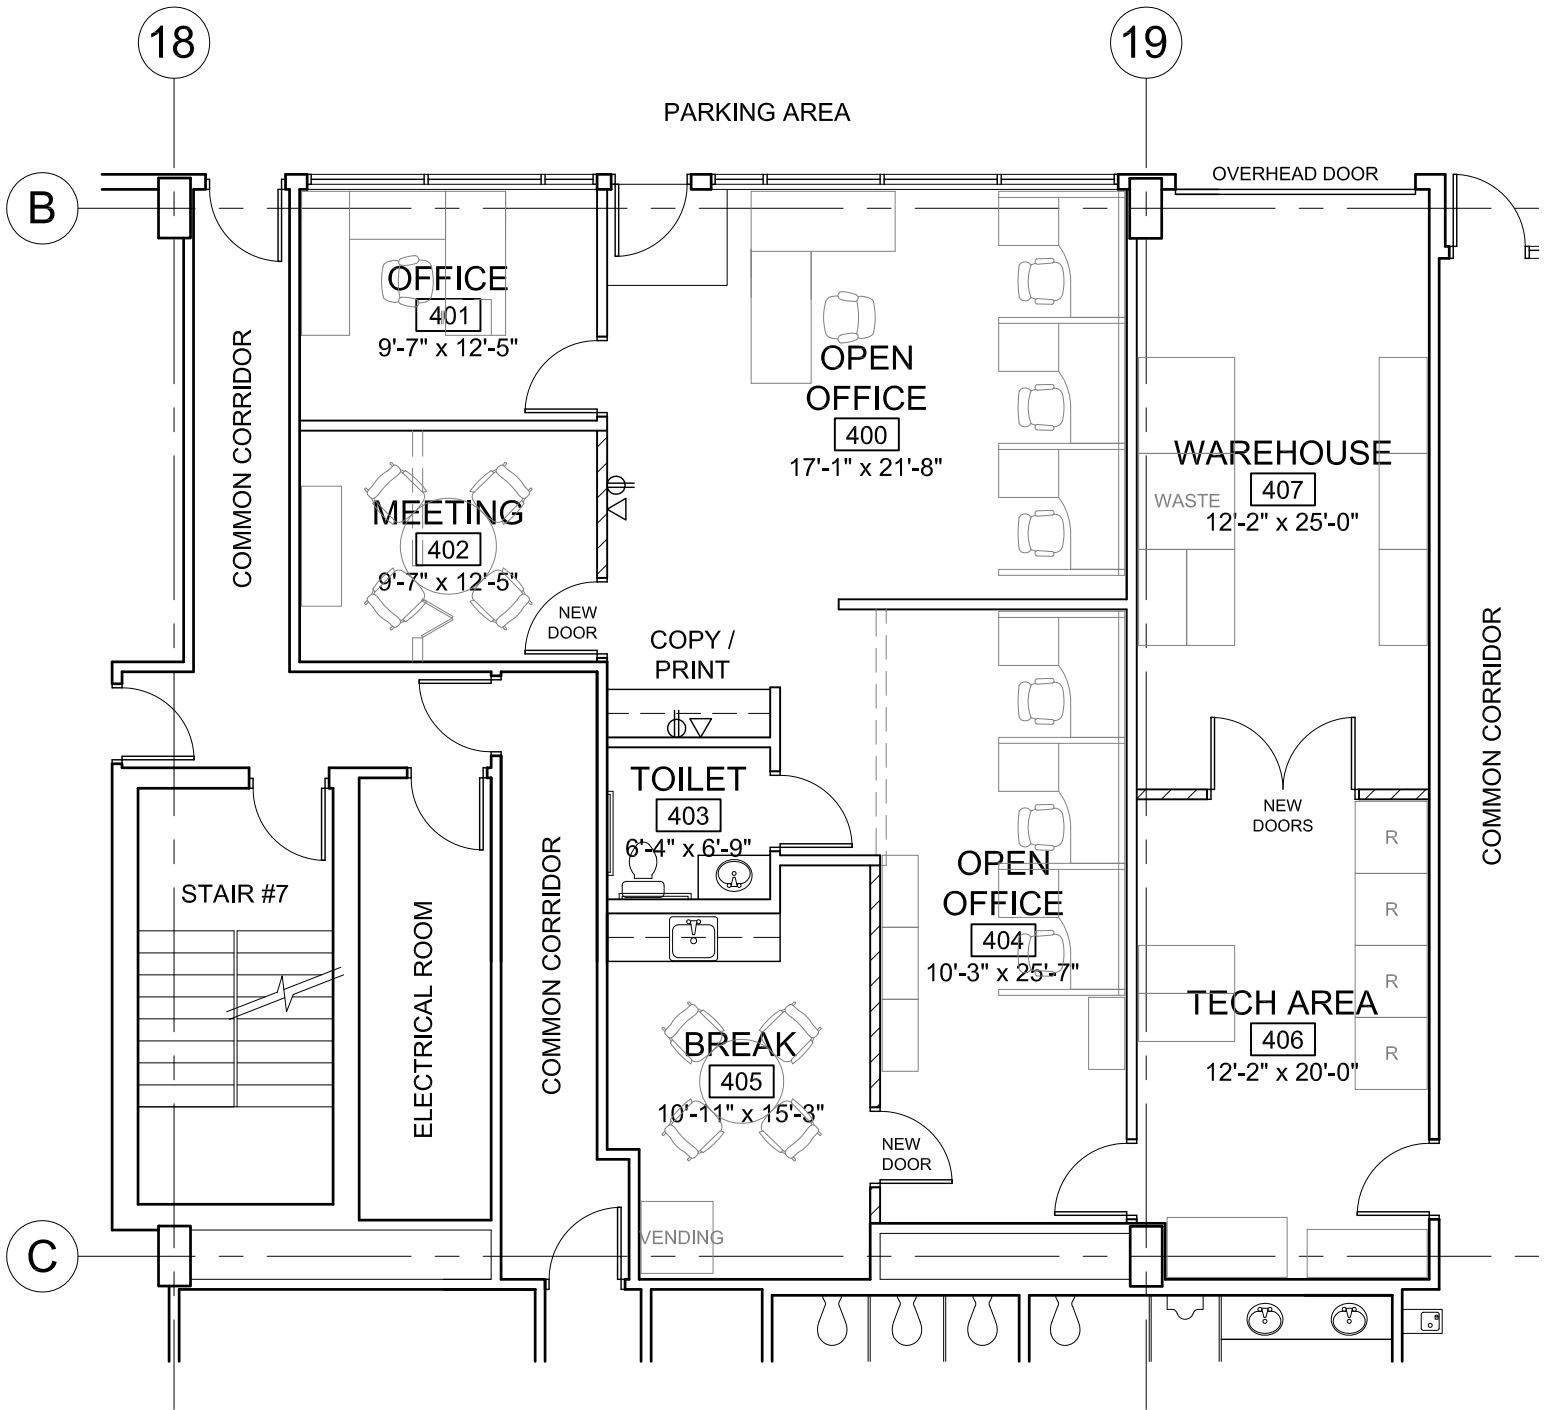 18
19
PARKING AREA
B
OVERHEAD DOOR
OFFICE
401
9'-7" x 12'-5"
COMMON CORRIDOR
OPEN
OFFICE
400
17'-1" x 21'-8"
WAREHOUSE
407
12'-2" x 25'-0"
WASTE
MEETING
402
9'-7" x 12'-5"
NEW
DOOR
COPY /
PRINT
COMMON CORRIDOR
TOILET
403
6'-4" x 6'-9"
NEW
DOORS
R
R
R
R
STAIR #7
ELECTRICAL ROOM
COMMON CORRIDOR
OPEN
OFFICE
404
10'-3" x 25'-7"
TECH AREA
406
12'-2" x 20'-0"
BREAK
405
10'-11" x 15'-3"
NEW
DOOR
VENDING
C